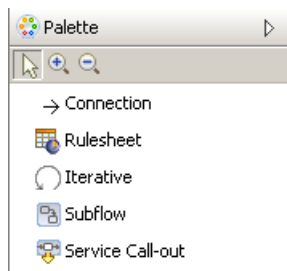 Palette
Connection
Rulesheet
Iterative
Subflow
Service Call-out